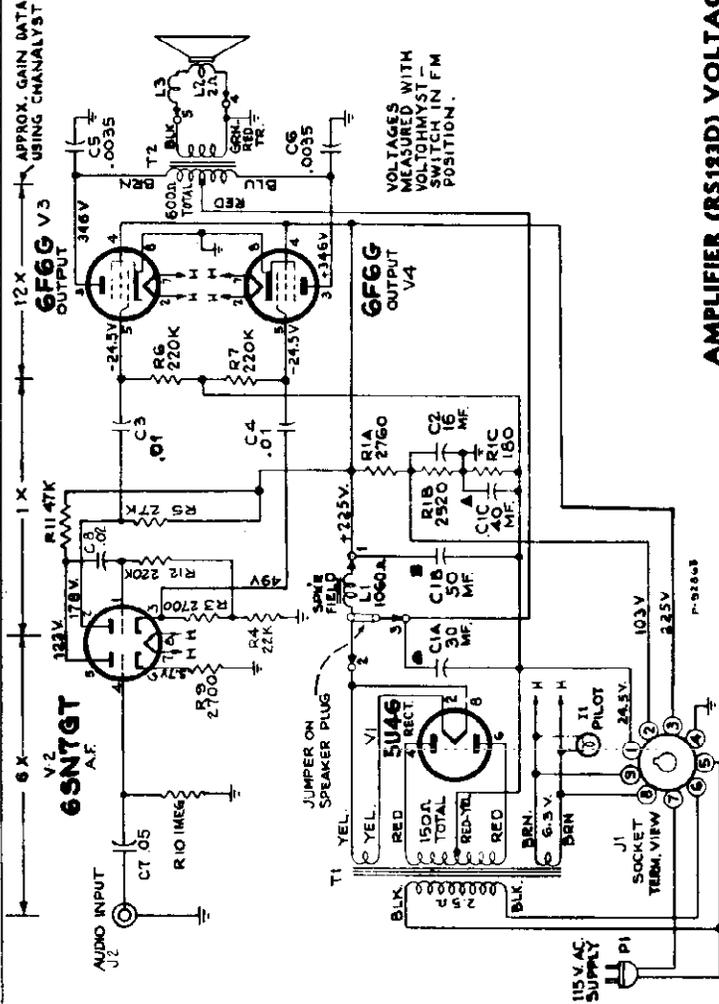 APPROX. GAIN DATA
USING CHANALYST
6 X
1 X
12 X
V-2
6SN7GT
A.F.
AUDIO INPUT
J2
C7 .05
R10 1MEG
123 V.
178 V.
R11 47K
C8 .02
R12 220K
R5 27K
R3 2700
R4
22K
R9
2700
49V
C3
.01
C4
.01
-24.5V
R6
220K
R7
220K
-24.5V
6F6G V3
OUTPUT
6F6G
OUTPUT
V4
346V
+346V
C5
.0035
C6
.0035
T2
BRN
BLU
RED
1600Ω
TOTAL
BLK
GRN.
RED
TR.
L3
L2
2Ω
VOLTAGES
MEASURED WITH
VOLTOHMYST-
SWITCH IN FM
POSITION.
JUMPER ON
SPEAKER PLUG
SPKR
FIELD
L1
1060Ω
+225V.
R1A
2760
R1B
2520
C2
16
MF.
R1C
180
C1C
40
MF.
C1B
50
MF.
C1A
30
MF.
V1
5U4G
RECT.
T1
YEL.
YEL.
RED
150Ω
TOTAL
RED-YEL
RED
BRN.
6.3 V.
BRN
BLK.
2.5Ω
BLK.
I1
PILOT
24.5V.
103V
225V.
J1
SOCKET
TERM. VIEW
115 V. AC.
SUPPLY
P1
P-92863
AMPLIFIER (RS123D) VOLTAG